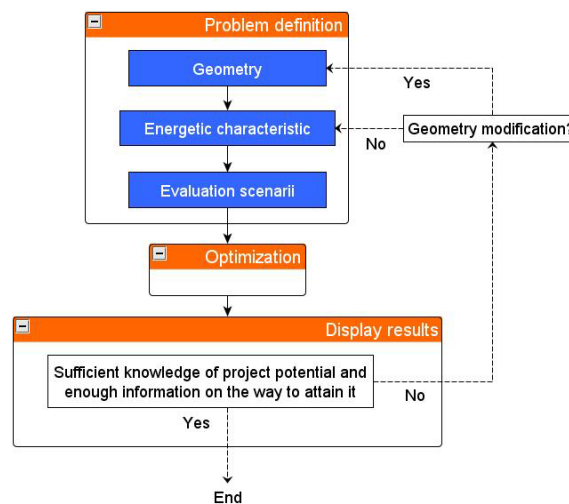 Problem definition
Geometry
Yes
Energetic characteristic
No
Geometry modification?
Evaluation scenarii
Optimization
Display results
Sufficient knowledge of project potential and
enough information on the way to attain it
No
Yes
End